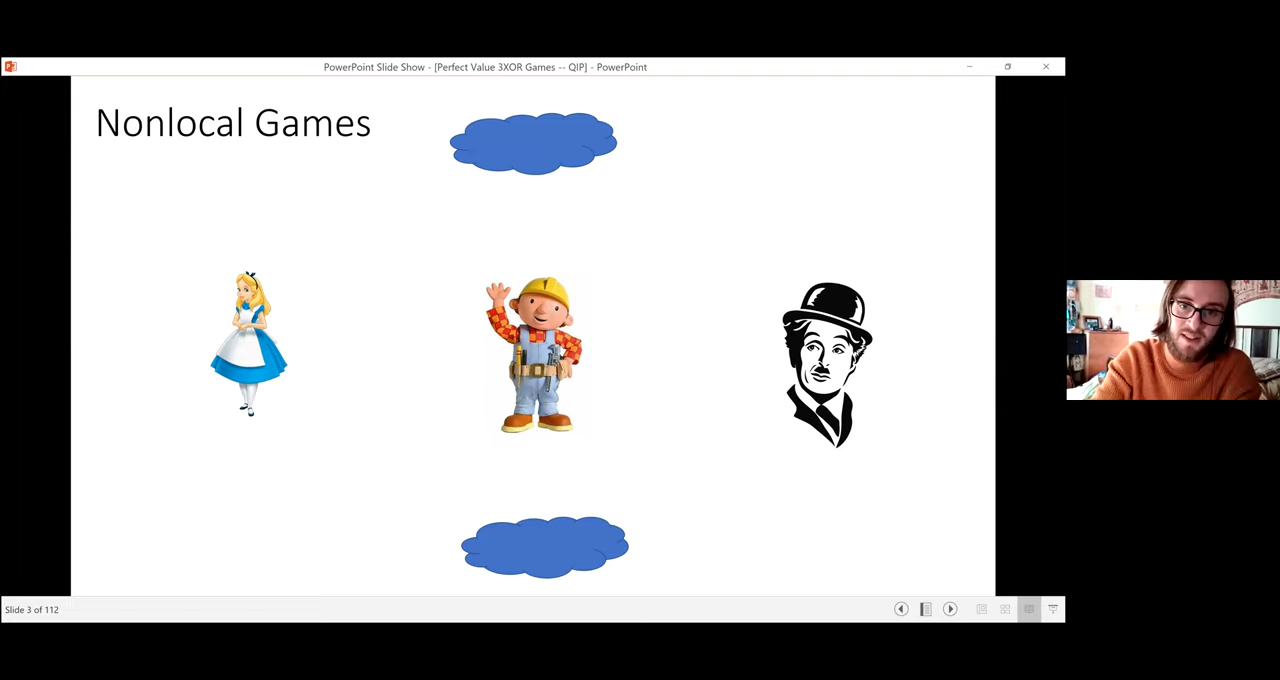 PowerPoint Slide Show - [Perfect Value 3XOR Games -- QIP] - PowerPoint
Nonlocal Games
Slide 3 of 112